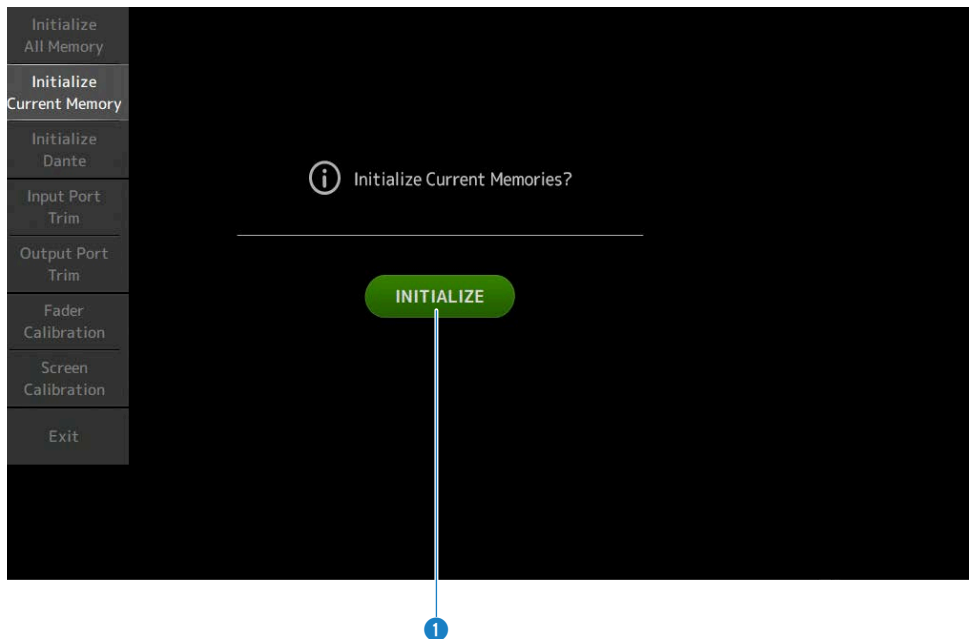 Initialize
All Memory
Initialize
Current Memory
Initialize
Dante
Input Port
Trim
Output Port
Trim
Fader
Calibration
Screen
Calibration
Exit
Initialize Current Memories?
INITIALIZE
1